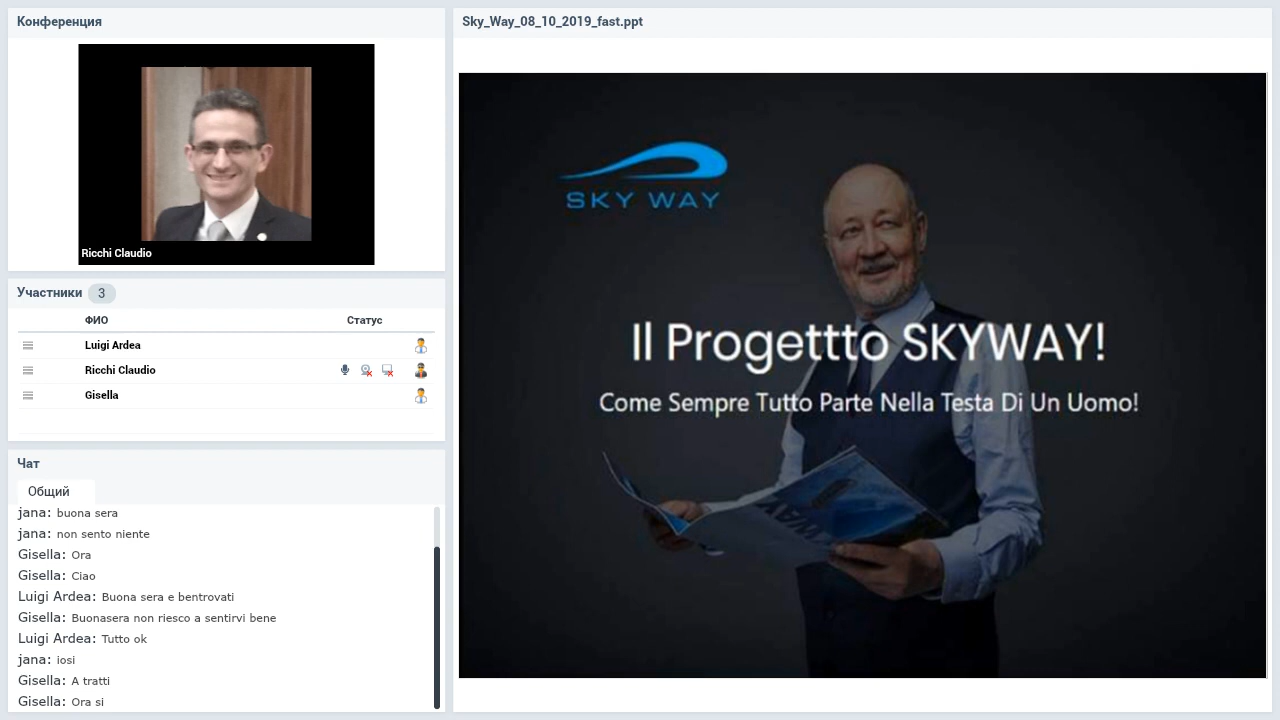 Конференция
Ricchi Claudio
Участники 3
ФИО Статус
Luigi Ardea
Ricchi Claudio
Gisella
Чат
Общий
jana: buona sera
jana: non sento niente
Gisella: Ora
Gisella: Ciao
Luigi Ardea: Buona sera e bentrovati
Gisella: Buonasera non riesco a sentirvi bene
Luigi Ardea: Tutto ok
jana: iosi
Gisella: A tratti
Gisella: Ora si
Sky_Way_08_10_2019_fast.ppt
SKY WAY
Il Progettto SKYWAY!
Come Sempre Tutto Parte Nella Testa Di Un Uomo!